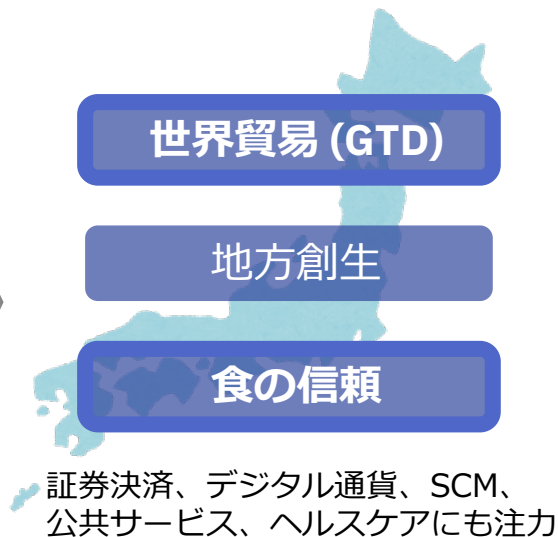 世界貿易 (GTD)
地方創生
食の信頼
証券決済、デジタル通貨、SCM、
公共サービス、ヘルスケアにも注力